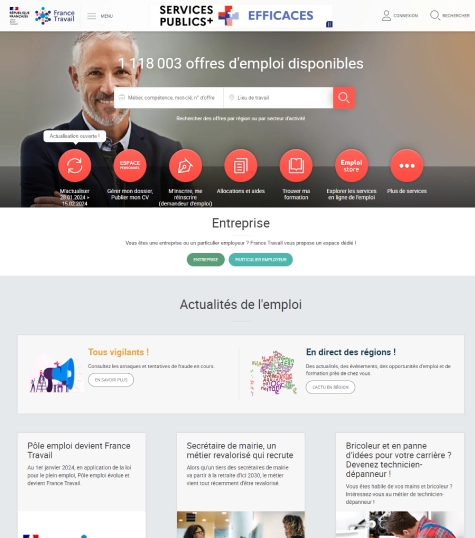 RÉPUBLIQUE
FRANÇAISE
France
Travail
MENU
SERVICES
PUBLICS+
EFFICACES
CONNEXION
RECHERCHER
1 118 003 offres d'emploi disponibles
Métier, compétence, mot-clé, n° d'offre
Lieu de travail
Rechercher des offres par région ou par secteur d'activité
Actualisation ouverte !
ESPACE
PERSONNEL
Emploi
store
M'actualiser
28.01.2024 >
15.02.2024
Gérer mon dossier,
Publier mon CV
M'inscrire, me
réinscrire
(demandeur d'emploi)
Allocations et aides
Trouver ma
formation
Explorer les services
en ligne de l'emploi
Plus de services
Entreprise
Vous êtes une entreprise ou un particulier employeur ? France Travail vous propose un espace dédié !
ENTREPRISE
PARTICULIER EMPLOYEUR
Actualités de l'emploi
Tous vigilants !
Consultez les arnaques et tentatives de fraude en cours.
EN SAVOIR PLUS
En direct des régions !
Des actualités, des événements, des opportunités d'emploi et de
formation près de chez vous
L'ACTU EN RÉGION
Pôle emploi devient France
Travail
Au 1er janvier 2024, en application de la loi
pour le plein emploi, Pôle emploi évolue et
devient France Travail.
Secrétaire de mairie, un
métier revalorisé qui recrute
Alors qu'un tiers des secrétaires de mairie
va partir à la retraite d'ici 2030, le métier
vient tout récemment d'être revalorisé.
Bricoleur et en panne
d'idées pour votre carrière ?
Devenez technicien-
dépanneur !
Vous êtes habile de vos mains et bricoleur ?
Intéressez-vous au métier de technicien-
dépanneur !